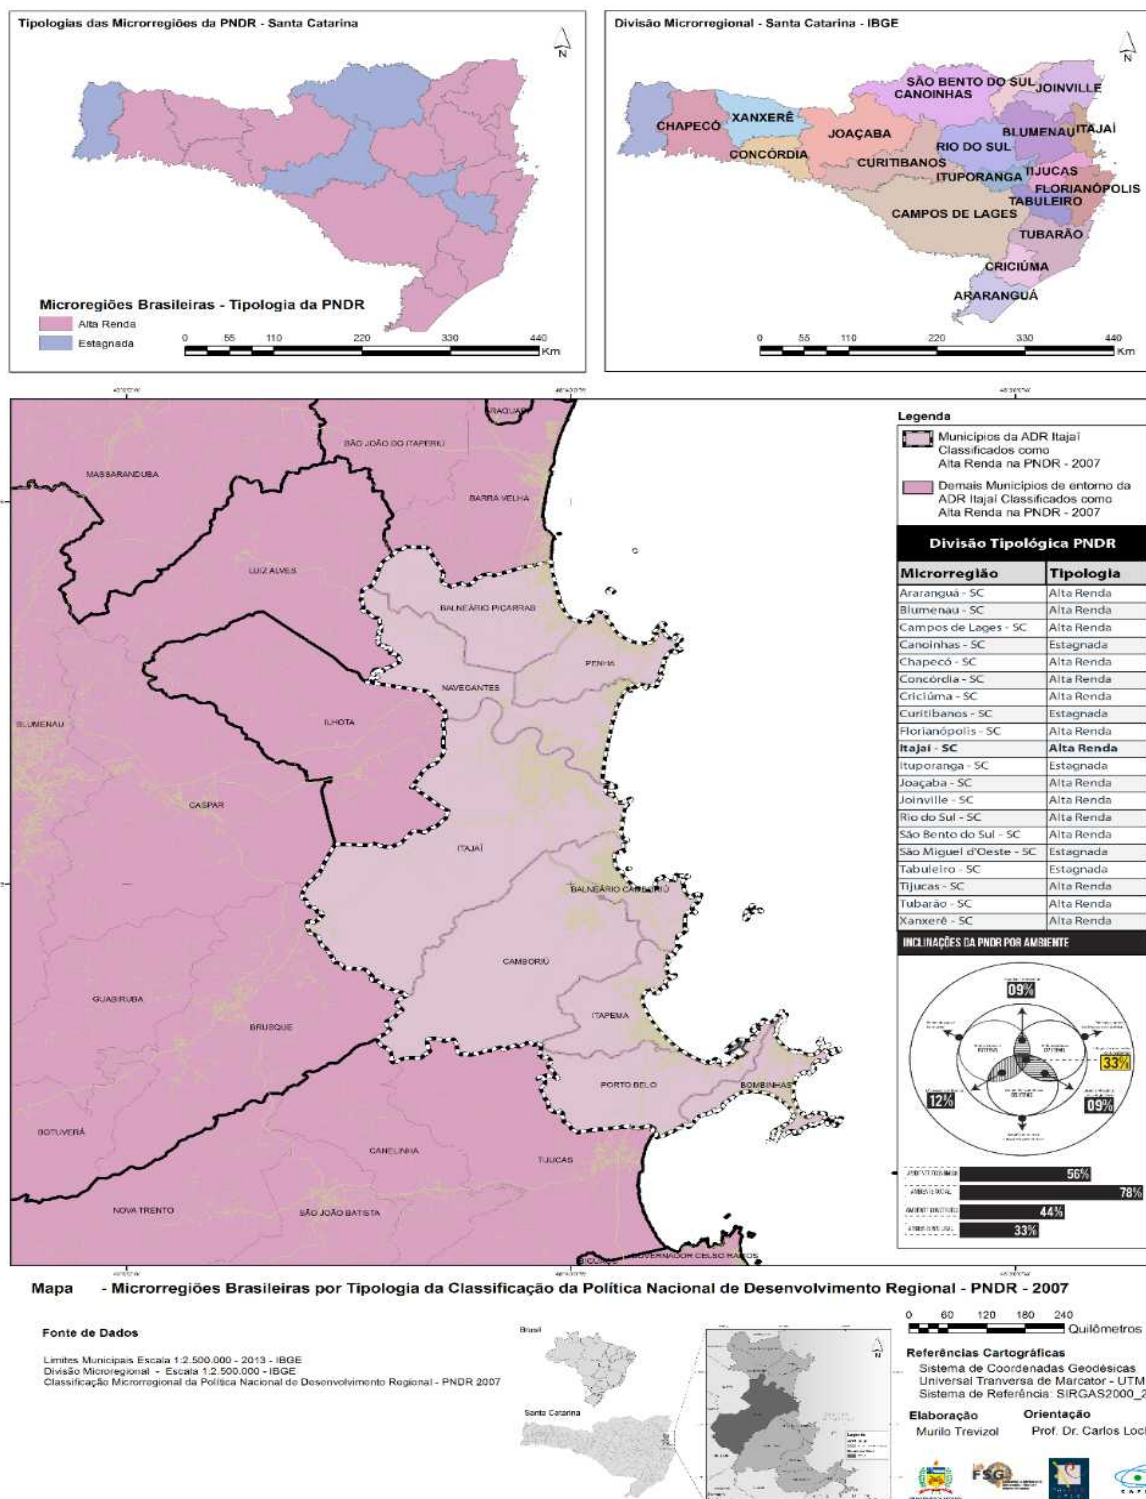 Tipologias das Microrregiões da PNDR - Santa Catarina
N
Microregiões Brasileiras - Tipologia da PNDR
Alta Renda
Estagnada
0 55 110 220 330 440
Km
Divisão Microregional - Santa Catarina - IBGE
N
SÃO BENTO DO SUL
CANOINHAS
JOINVILLE
CHAPECÓ
XANXERÊ
JOAÇABA
BLUMENAU
ITAJAÍ
CONCÓRDIA
CURITIBANOS
RIO DO SUL
ITUPORANGA
TIJUCAS
FLORIANÓPOLIS
TABULEIRO
CAMPOS DE LAGES
TUBARÃO
CRICIÚMA
ARARANGUÁ
0 55 110 220 330 440
Km
ARAQUARI
SÃO JOÃO DO ITAPERIÚ
MASSARANDUBA
BARRA VELHA
LUIZ ALVES
BALNEÁRIO PIÇARRAS
PENHA
NAVEGANTES
BLUMENAU
ILHOTA
GASPAR
ITAJAÍ
BALNEÁRIO CAMBORIÚ
CAMBORIÚ
GUABIRUBA
BRUSQUE
ITAPEMA
PORTO BELO
BOMBINHAS
BOTUVERÁ
CANELINHA
TIJUCAS
NOVA TRENTO
SÃO JOÃO BATISTA
GOVERNADOR CELSO RAMOS
Legenda
Municípios da ADR Itajaí
Classificados como
Alta Renda na PNDR - 2007
Demais Municípios de entorno da
ADR Itajaí Classificados como
Alta Renda na PNDR - 2007
Divisão Tipológica PNDR
Microrregião Tipologia
Araranguá - SC Alta Renda
Blumenau - SC Alta Renda
Campos de Lages - SC Alta Renda
Canoinhas - SC Estagnada
Chapecó - SC Alta Renda
Concórdia - SC Alta Renda
Criciúma - SC Alta Renda
Curitibanos - SC Estagnada
Florianópolis - SC Alta Renda
Itajaí - SC Alta Renda
Ituporanga - SC Estagnada
Joaçaba - SC Alta Renda
Joinville - SC Alta Renda
Rio do Sul - SC Alta Renda
São Bento do Sul - SC Alta Renda
São Miguel d'Oeste - SC Estagnada
Tabuleiro - SC Estagnada
Tijucas - SC Alta Renda
Tubarão - SC Alta Renda
Xanxerê - SC Alta Renda
INCLINAÇÕES DA PNDR POR AMBIENTE
09%
33%
12%
09%
56%
78%
44%
33%
Mapa - Microrregiões Brasileiras por Tipologia da Classificação da Política Nacional de Desenvolvimento Regional - PNDR - 2007
Fonte de Dados
Limites Municipais Escala 1:2.500.000 - 2013 - IBGE
Divisão Microregional - Escala 1:2.500.000 - IBGE
Classificação Microregional da Política Nacional de Desenvolvimento Regional - PNDR 2007
Brasil
Santa Catarina
N
0 60 120 180 240
Quilômetros
Referências Cartográficas
Sistema de Coordenadas Geodésicas
Universal Tranversa de Marcator - UTM
Sistema de Referência: SIRGAS2000_2
Elaboração Orientação
Murilo Trevizol Prof. Dr. Carlos Loch
FSG